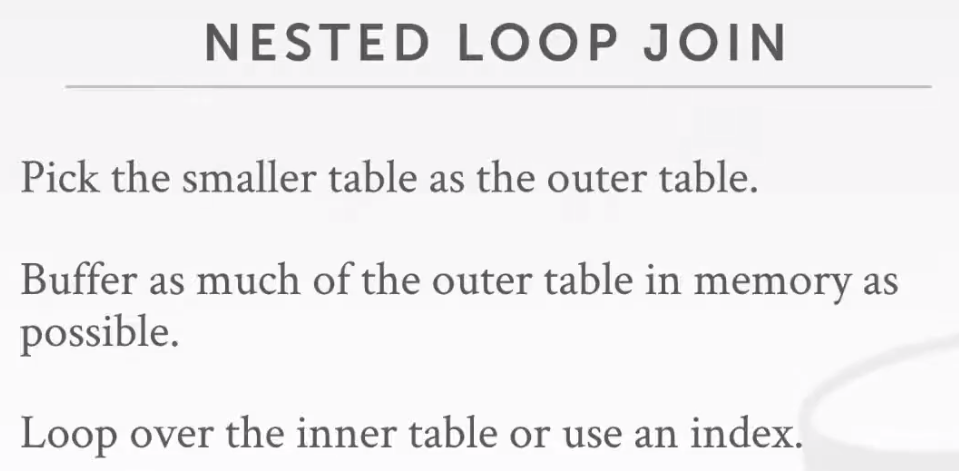 NESTED LOOP JOIN
Pick the smaller table as the outer table.
Buffer as much of the outer table in memory as
possible.
Loop over the inner table or use an index.